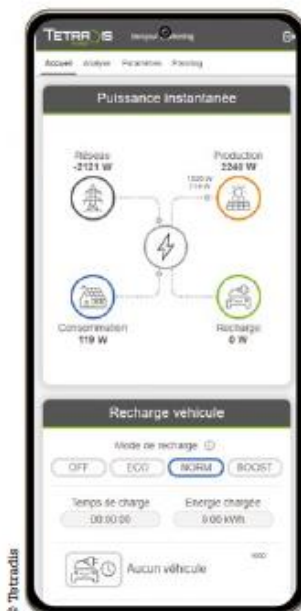 TETRADIS
Accueil Analyse Paramètres Planning
Puissance Instantanée
Réseau
-2121 W
Production
2240 W
Consommation
119 W
Recharge
0 W
Recharge véhicule
Mode de recharge
OFF ECO NORM BOOST
Temps de charge
00:00:00
Energie chargée
0.00 kWh
Aucun véhicule
© Tetradis